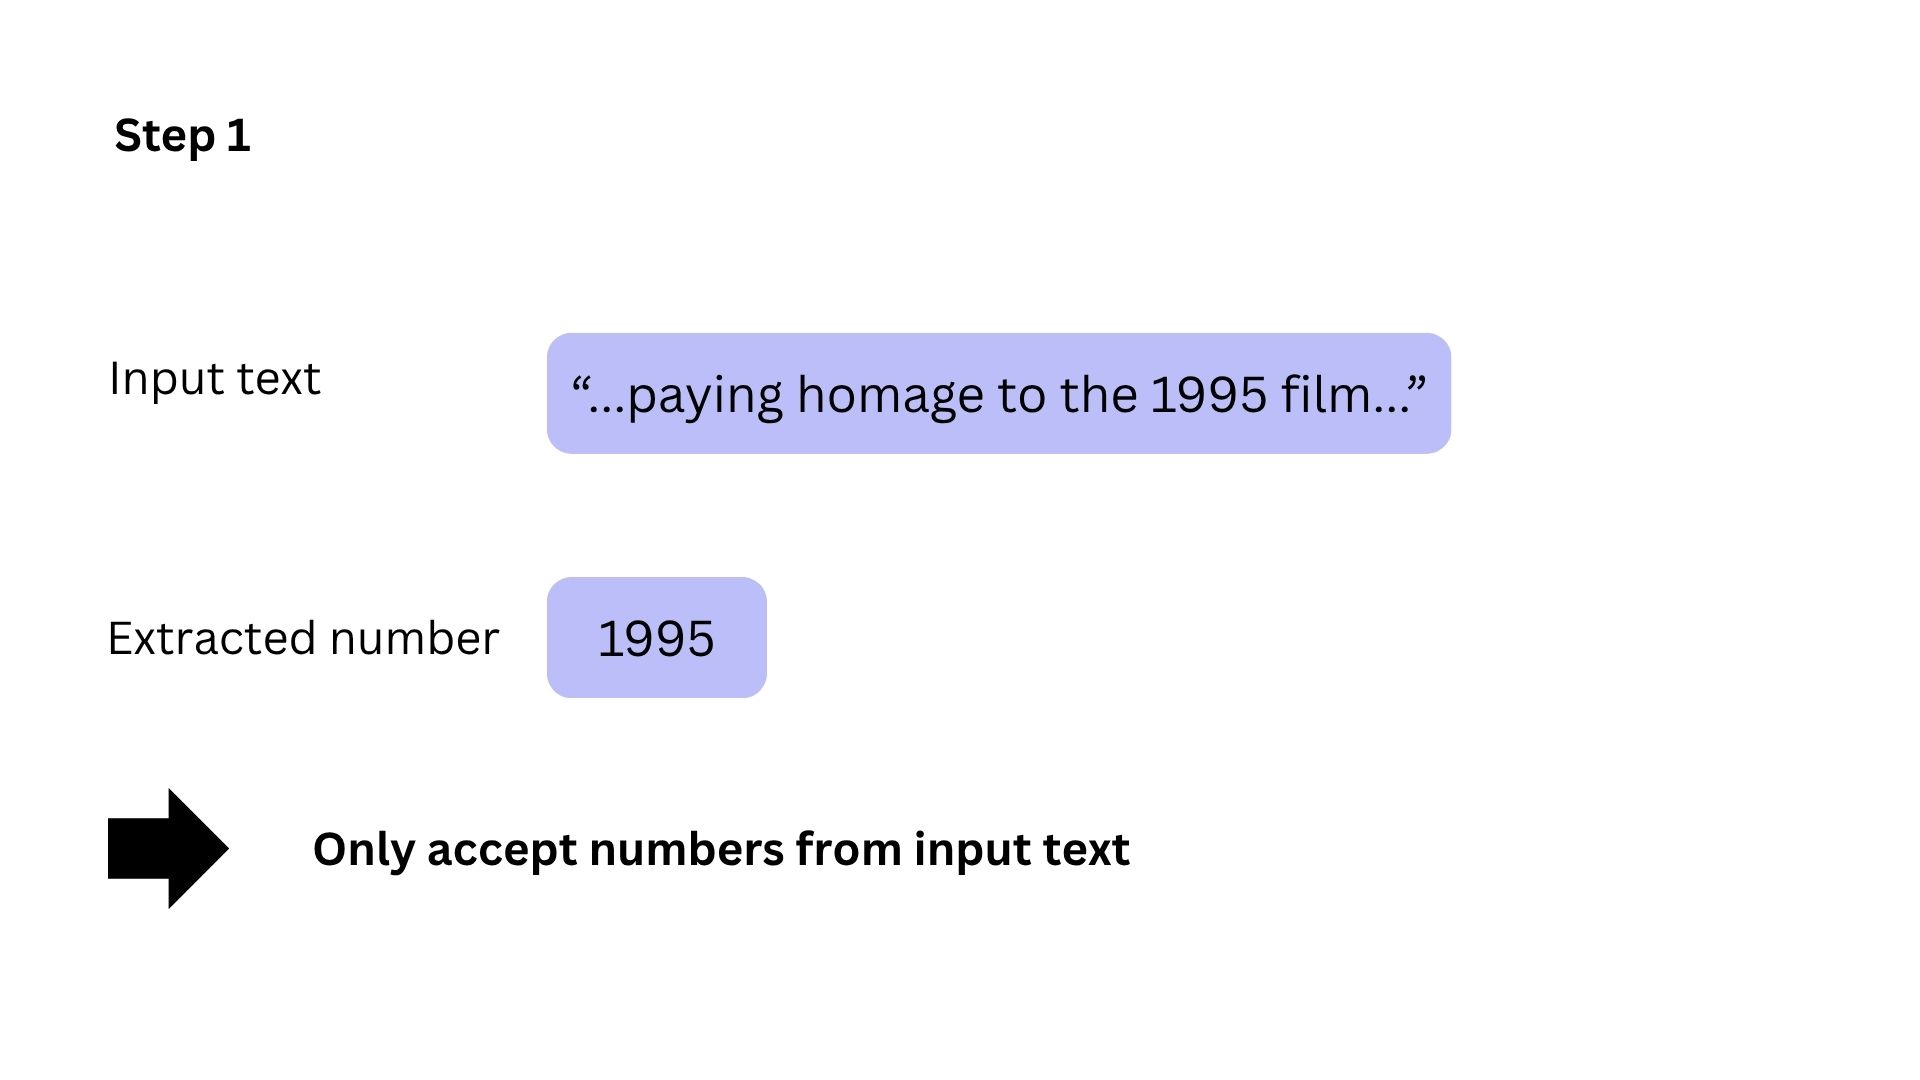 Step 1
Input text
“...paying homage to the 1995 film...”
Extracted number
1995
Only accept numbers from input text